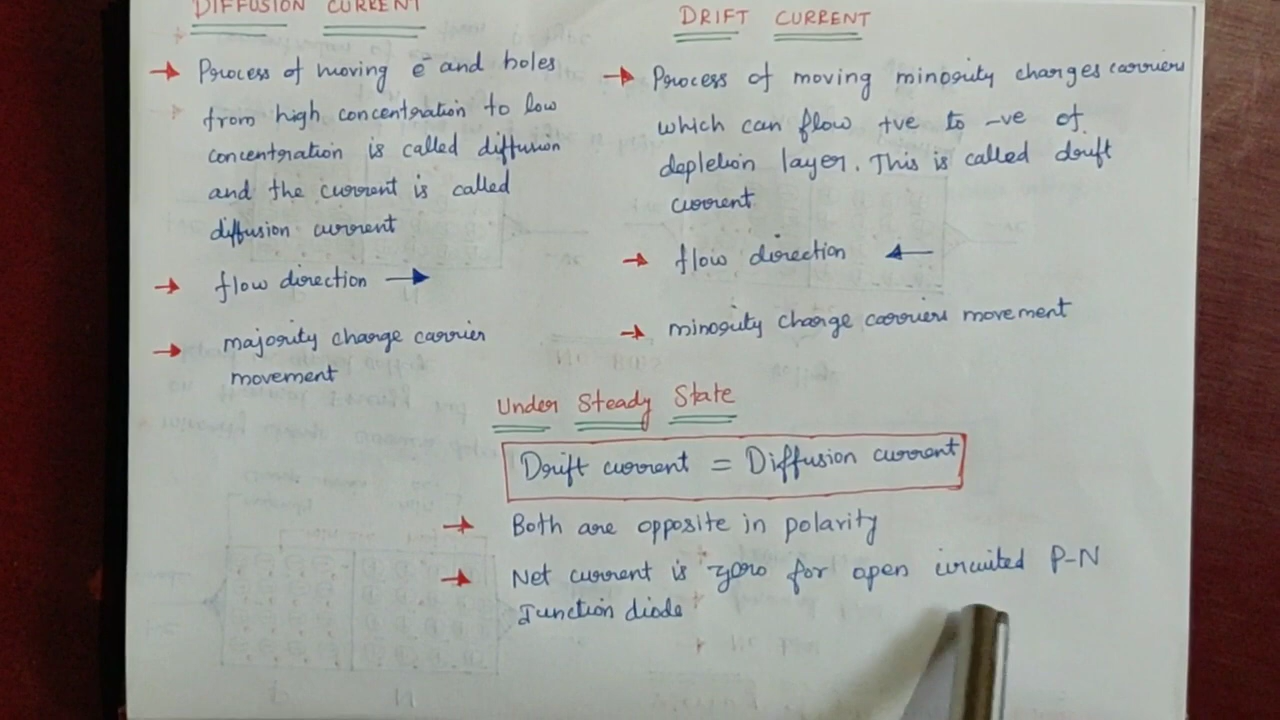 DIFFUSION CURRENT
→ Process of moving e⁻ and holes
from high concentration to low
concentration is called diffusion
and the current is called
diffusion current
→ flow direction →
→ majority charge carrier
movement
DRIFT CURRENT
→ Process of moving minority charges carriers
which can flow +ve to -ve of
depletion layer. This is called drift
current
→ flow direction ←
→ minority charge carriers movement
Under Steady State
Drift current = Diffusion current
→ Both are opposite in polarity
→ Net current is zero for open circuited P-N
Junction diode